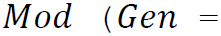 Mod (Gen =